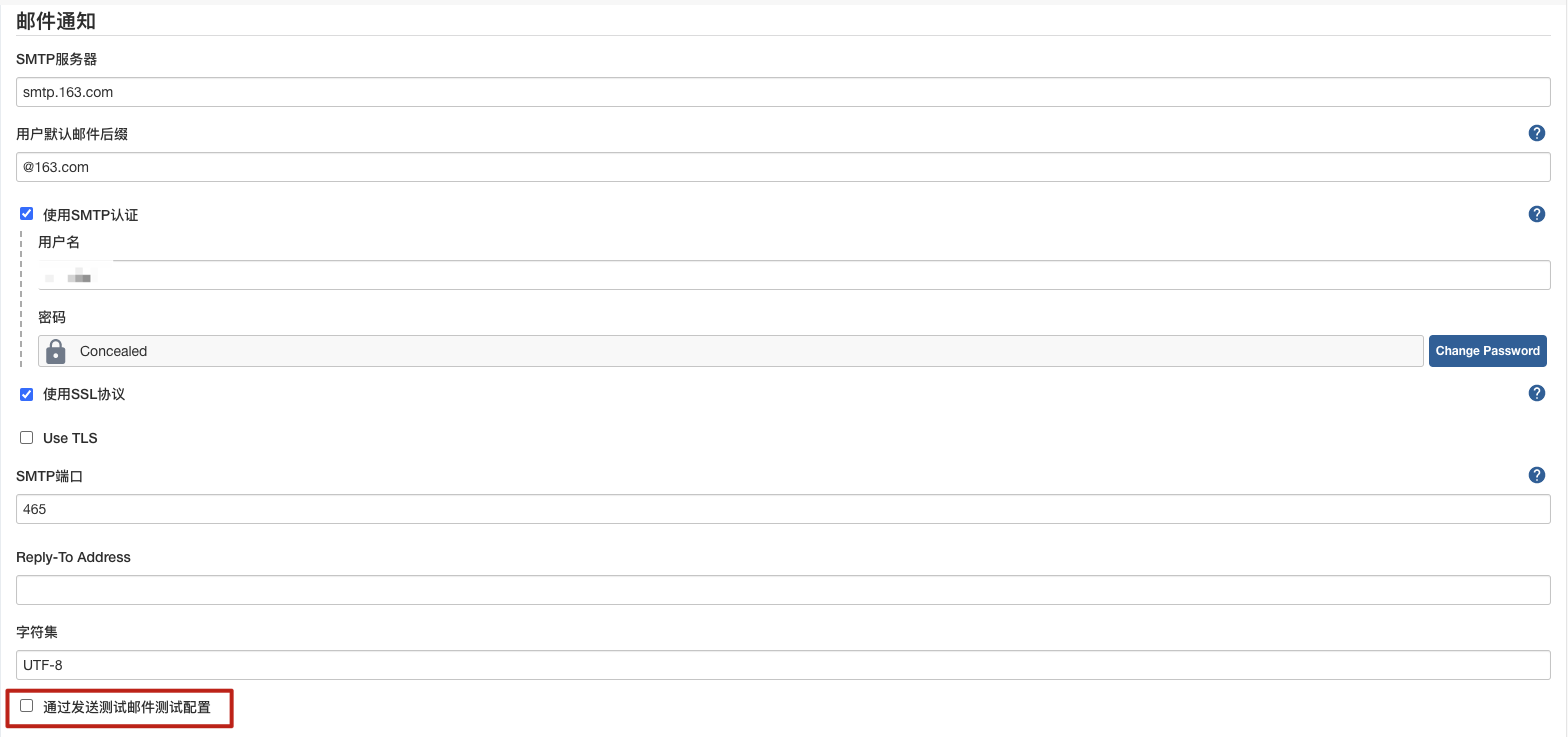 邮件通知
SMTP服务器
smtp.163.com
用户默认邮件后缀
?
@163.com
使用SMTP认证
?
用户名
密码
Concealed
Change Password
使用SSL协议
?
Use TLS
SMTP端口
?
465
Reply-To Address
字符集
UTF-8
通过发送测试邮件测试配置